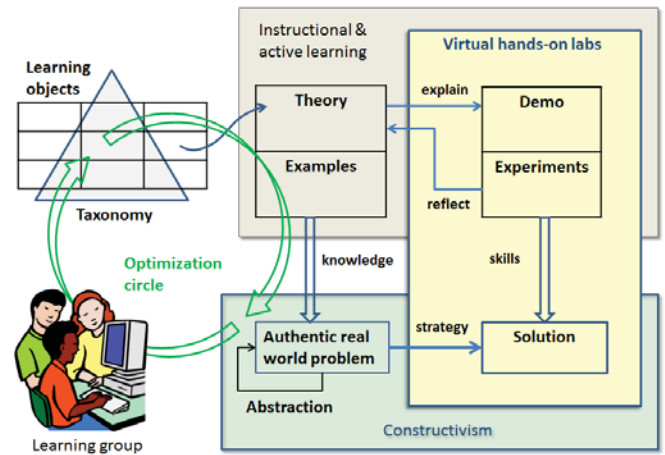 Instructional &
active learning
Virtual hands-on labs
Learning
objects
Theory
explain
Demo
Examples
Experiments
reflect
Taxonomy
Optimization
circle
knowledge
skills
Authentic real
world problem
strategy
Solution
Abstraction
Constructivism
Learning group